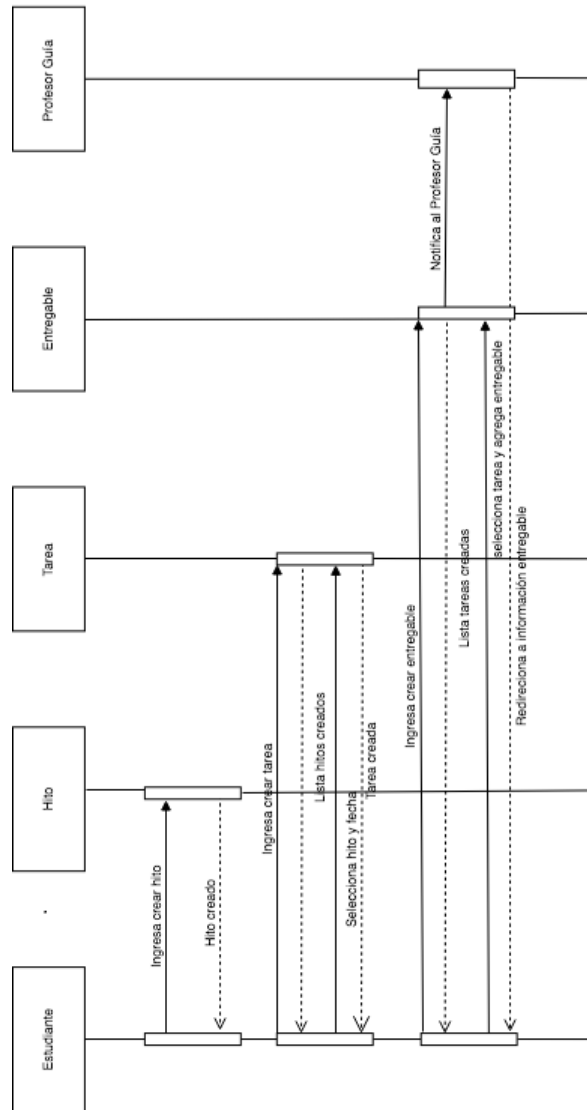 Estudiante
Hito
Tarea
Entregable
Profesor Guía
Ingresa crear hito
Hito creado
Ingresa crear tarea
Lista hitos creados
Selecciona hito y fecha
Tarea creada
Ingresa crear entregable
Notifica al Profesor Guía
Lista tareas creadas
selecciona tarea y agrega entregable
Redireciona a información entregable